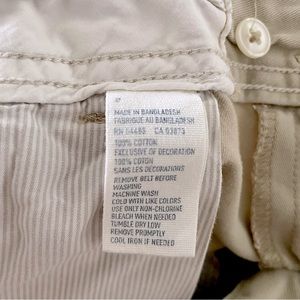 MADE IN BANGLADESH
FABRIQUE AU BANGLADESH
RN 54485 CA 03873
100% COTTON
EXCLUSIVE OF DECORATION
100% COTON
SANS LES DECORATIONS
REMOVE BELT BEFORE
WASHING
MACHINE WASH
COLD WITH LIKE COLORS
USE ONLY NON-CHLORINE
BLEACH WHEN NEEDED
TUMBLE DRY LOW
REMOVE PROMPTLY
COOL IRON IF NEEDED